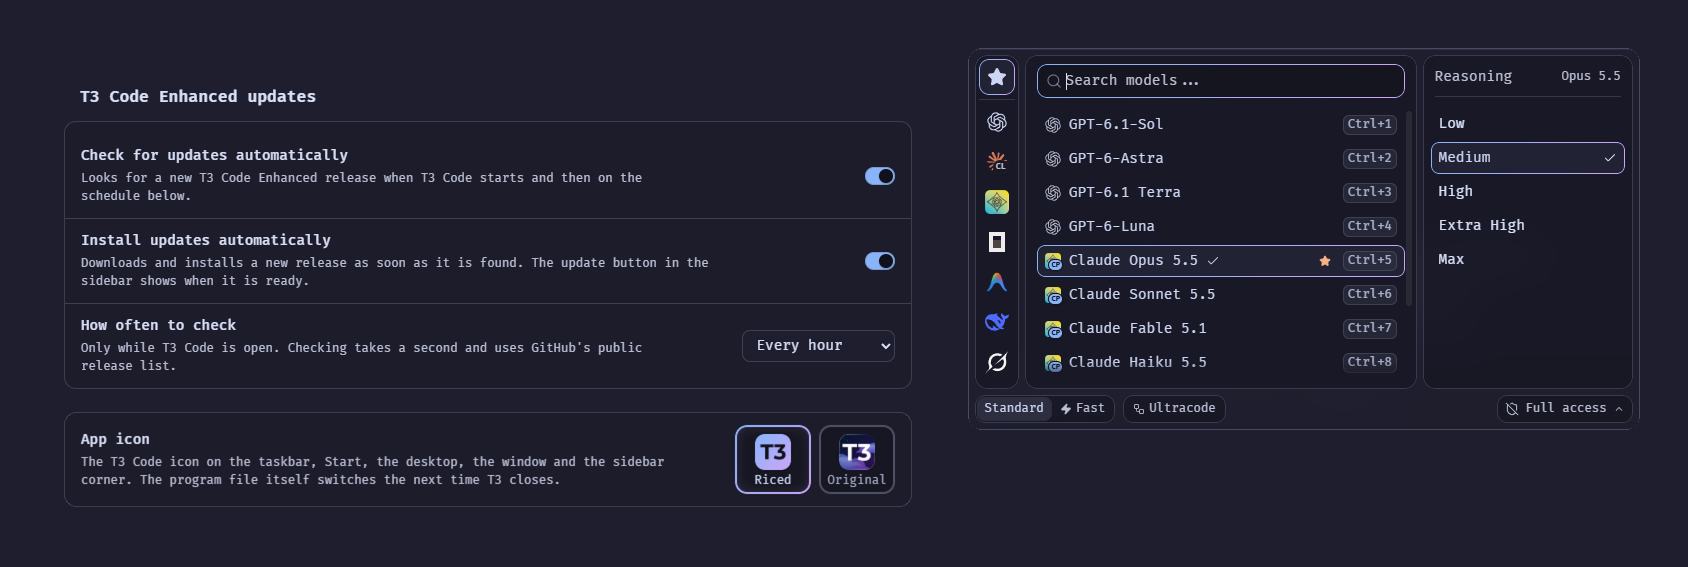 T3 Code Enhanced updates
Check for updates automatically
Looks for a new T3 Code Enhanced release when T3 Code starts and then on the
schedule below.
Install updates automatically
Downloads and installs a new release as soon as it is found. The update button in the
sidebar shows when it is ready.
How often to check
Only while T3 Code is open. Checking takes a second and uses GitHub's public
release list.
Every hour
App icon
The T3 Code icon on the taskbar, Start, the desktop, the window and the sidebar
corner. The program file itself switches the next time T3 closes.
T3
Riced
T3
Original
CL
Search models...
GPT-6.1-Sol Ctrl+1
GPT-6-Astra Ctrl+2
GPT-6.1 Terra Ctrl+3
GPT-6-Luna Ctrl+4
CP Claude Opus 5.5 Ctrl+5
CP Claude Sonnet 5.5 Ctrl+6
CP Claude Fable 5.1 Ctrl+7
CP Claude Haiku 5.5 Ctrl+8
Reasoning Opus 5.5
Low
Medium
High
Extra High
Max
Standard Fast Ultracode Full access